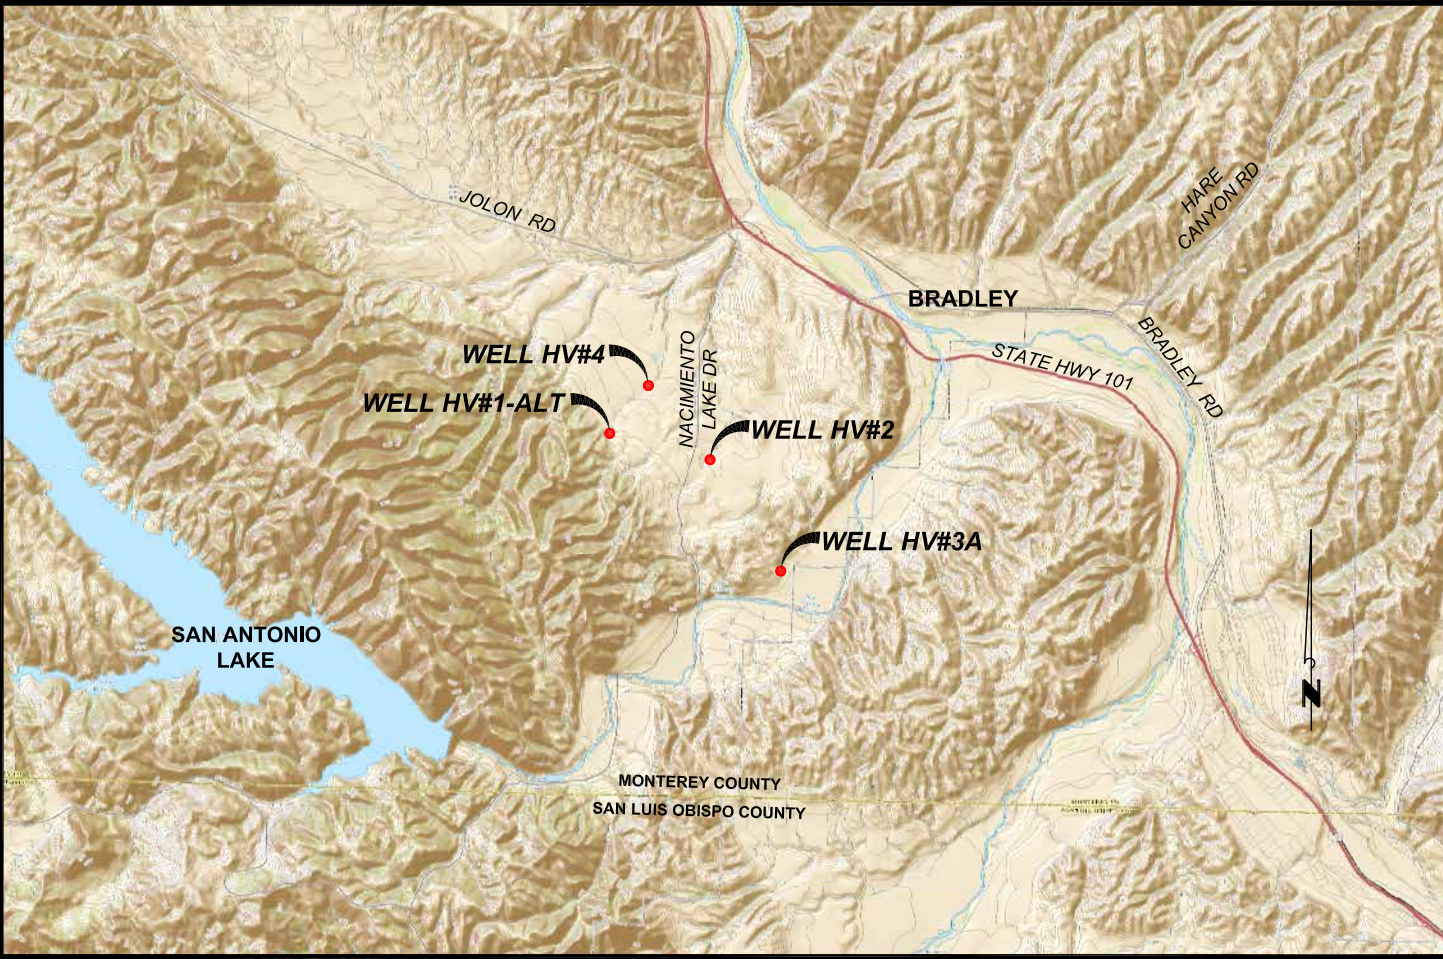 JOLON RD
HARE
CANYON RD
BRADLEY
BRADLEY RD
STATE HWY 101
WELL HV#4
NACIMIENTO
LAKE DR
WELL HV#1-ALT
WELL HV#2
WELL HV#3A
SAN ANTONIO
LAKE
N
MONTEREY COUNTY
SAN LUIS OBISPO COUNTY